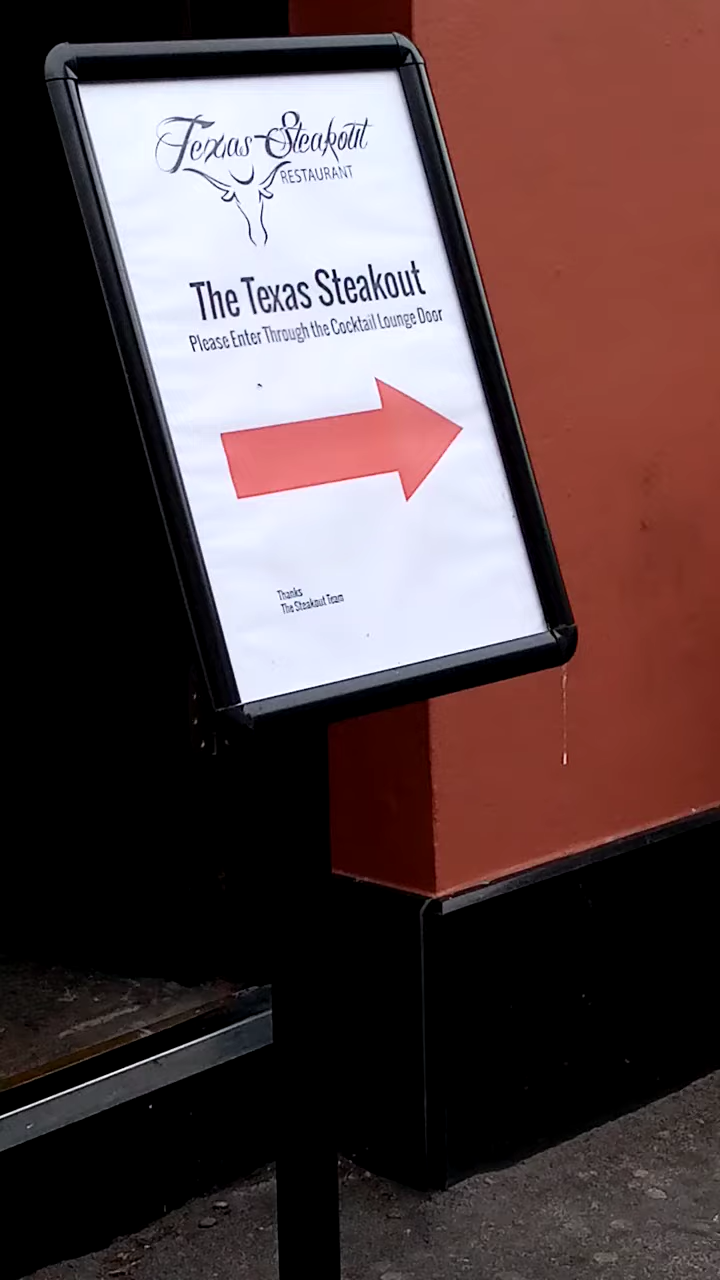 Texas Steakout
RESTAURANT
The Texas Steakout
Please Enter Through the Cocktail Lounge Door
Thanks
The Steakout Team